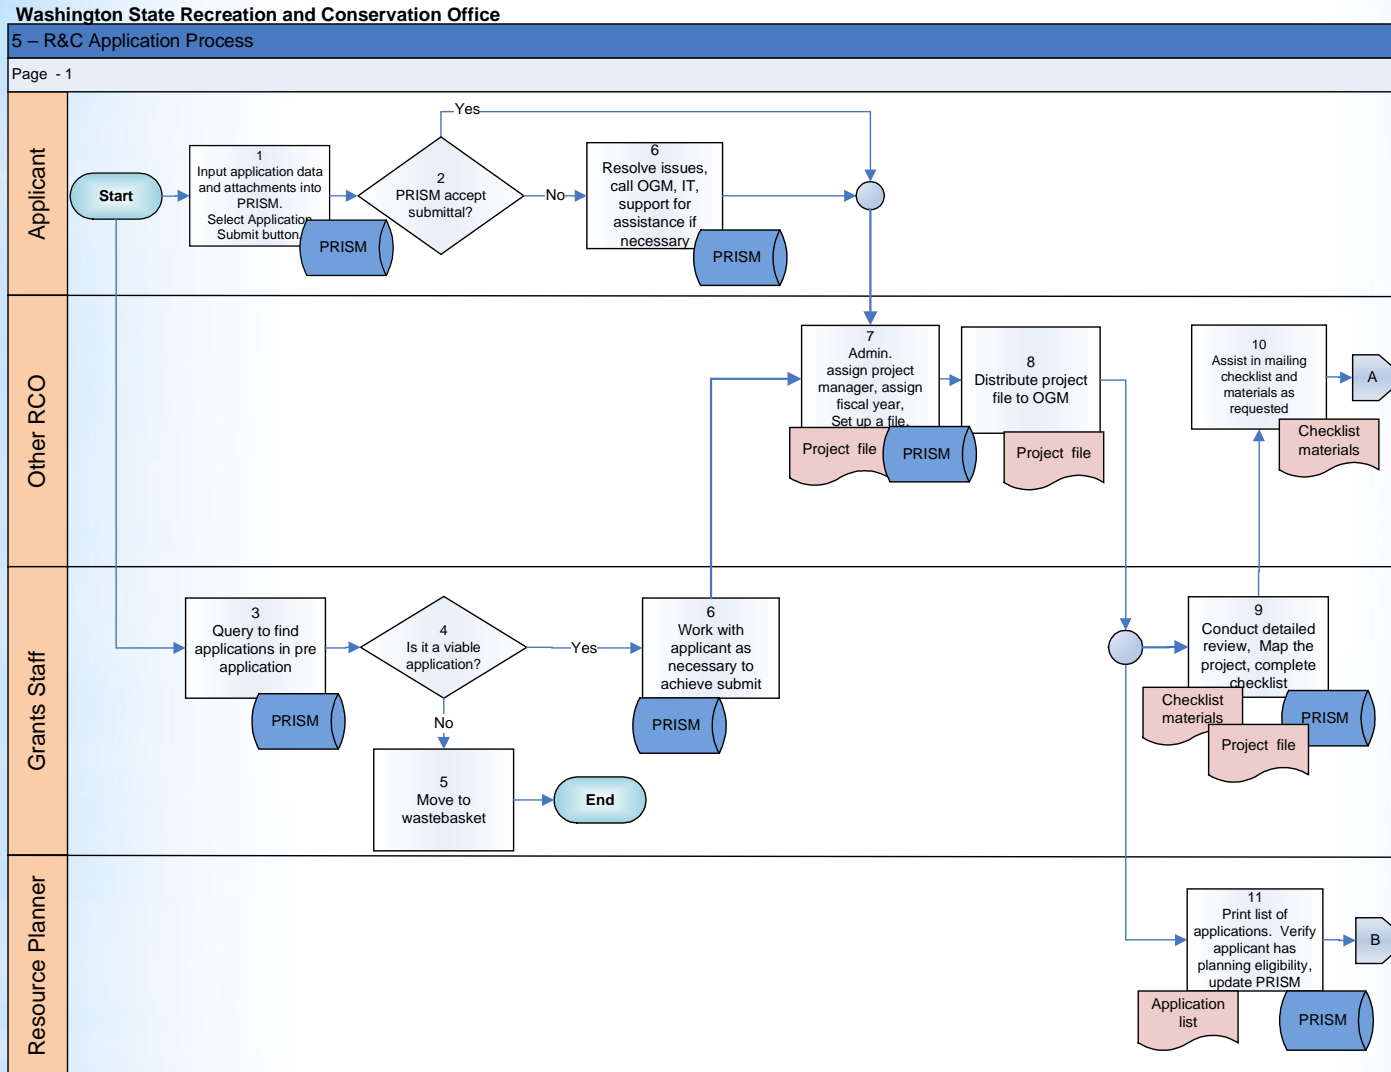 Washington State Recreation and Conservation Office
5 – R&C Application Process
Page - 1
Applicant
Start
1
Input application data
and attachments into
PRISM.
Select Application
Submit button.
PRISM
2
PRISM accept
submittal?
Yes
No
6
Resolve issues,
call OGM, IT,
support for
assistance if
necessary
PRISM
Other RCO
7
Admin.
assign project
manager, assign
fiscal year,
Set up a file.
Project file
PRISM
8
Distribute project
file to OGM
Project file
10
Assist in mailing
checklist and
materials as
requested
Checklist
materials
A
Grants Staff
3
Query to find
applications in pre
application
PRISM
4
Is it a viable
application?
Yes
No
5
Move to
wastebasket
End
6
Work with
applicant as
necessary to
achieve submit
PRISM
9
Conduct detailed
review, Map the
project, complete
checklist
Checklist
materials
Project file
PRISM
Resource Planner
11
Print list of
applications. Verify
applicant has
planning eligibility,
update PRISM
Application
list
PRISM
B